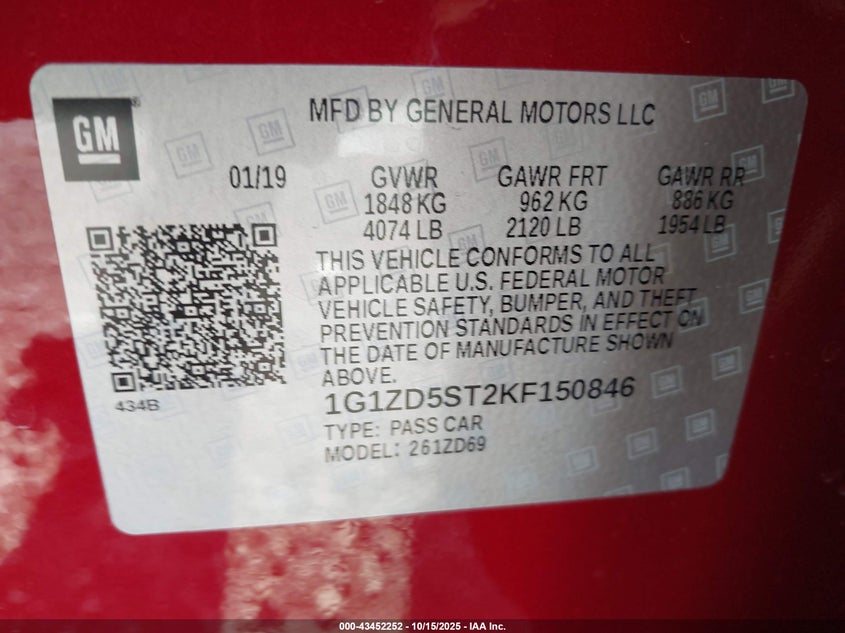 GM
MFD BY GENERAL MOTORS LLC
01/19 GVWR GAWR FRT GAWR RR
1848 KG 962 KG 886 KG
4074 LB 2120 LB 1954 LB
THIS VEHICLE CONFORMS TO ALL
APPLICABLE U.S. FEDERAL MOTOR
VEHICLE SAFETY, BUMPER, AND THEFT
PREVENTION STANDARDS IN EFFECT ON
THE DATE OF MANUFACTURE SHOWN
ABOVE.
434B
1G1ZD5ST2KF150846
TYPE: PASS CAR
MODEL: 261ZD69
000-43452252 - 10/15/2025 - IAA Inc.